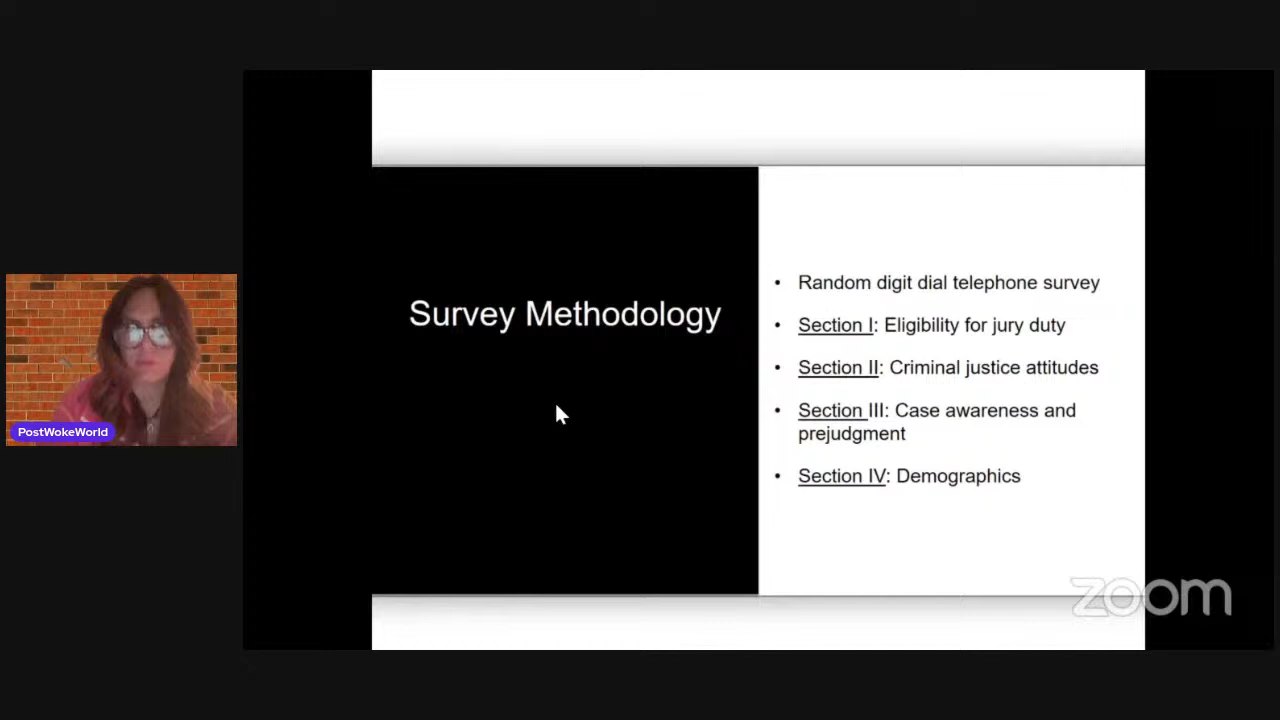 Survey Methodology
• Random digit dial telephone survey
• Section I: Eligibility for jury duty
• Section II: Criminal justice attitudes
• Section III: Case awareness and
prejudgment
• Section IV: Demographics
PostWokeWorld
zoom